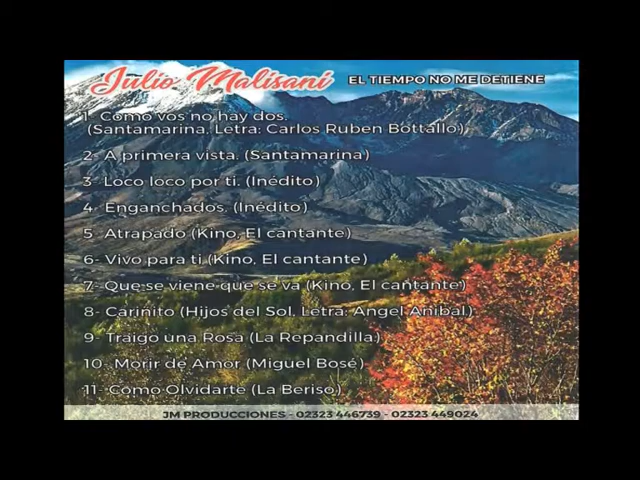 Julio Malisani
EL TIEMPO NO ME DETIENE
1- Como vos no hay dos.
(Santamarina. Letra: Carlos Ruben Bottallo)
2- A primera vista. (Santamarina)
3- Loco loco por ti. (Inédito)
4- Enganchados. (Inédito)
5- Atrapado (Kino, El cantante)
6- Vivo para ti (Kino, El cantante)
7- Que se viene que se va (Kino, El cantante)
8- Cariñito (Hijos del Sol, Letra: Angel Anibal)
9- Traigo una Rosa (La Repandilla)
10- Morir de Amor (Miguel Bosé)
11- Como Olvidarte (La Beriso)
JM PRODUCCIONES - 02323 446739 - 02323 449024